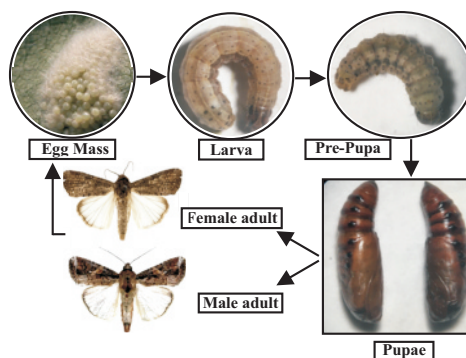 Egg Mass
Larva
Pre-Pupa
Female adult
Male adult
Pupae